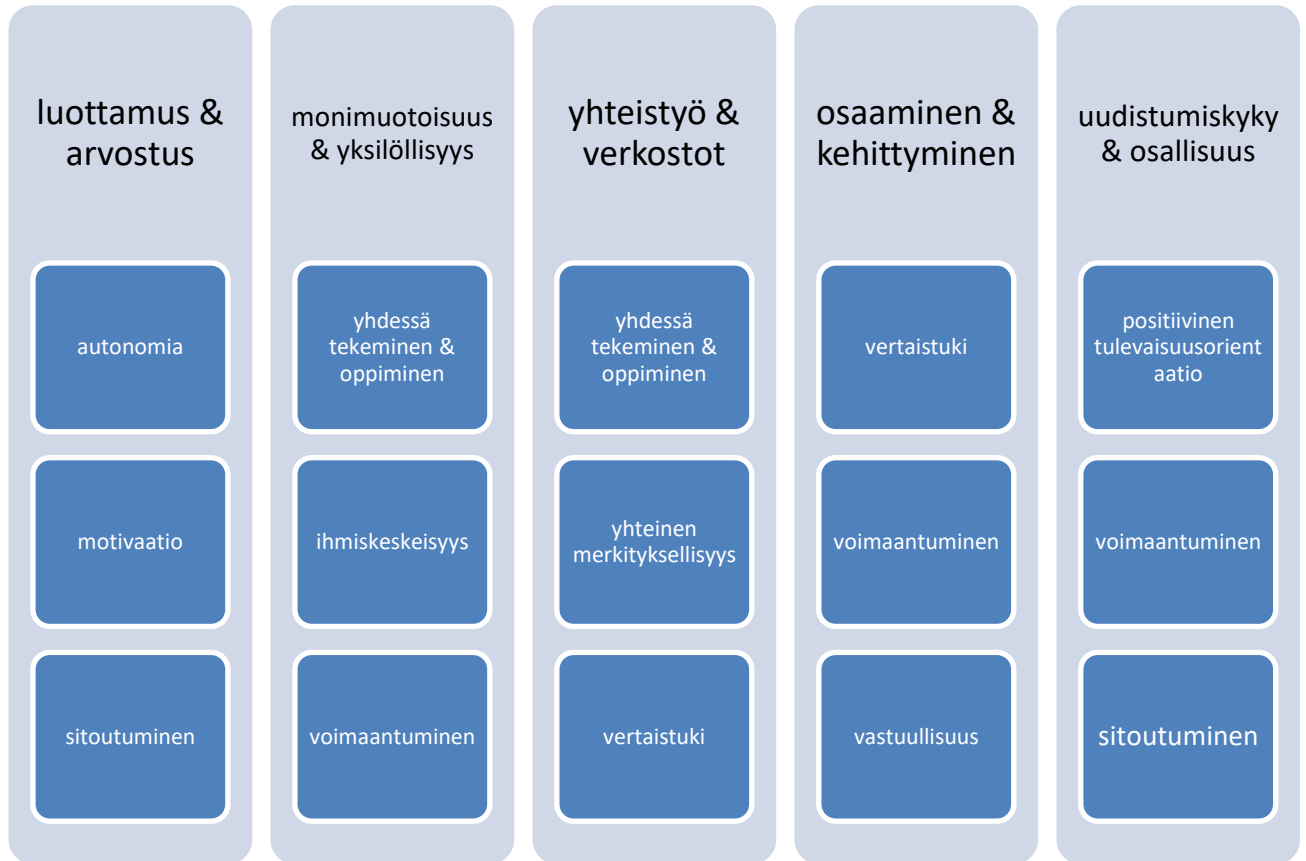 luottamus &
arvostus
autonomia
motivaatio
sitoutuminen
monimuotoisuus
& yksilöllisyys
yhdessä
tekeminen &
oppiminen
ihmiskeskeisyys
voimaantuminen
yhteistyö &
verkostot
yhdessä
tekeminen &
oppiminen
yhteinen
merkityksellisyys
vertaistuki
osaaminen &
kehittyminen
vertaistuki
voimaantuminen
vastuullisuus
uudistumiskyky
& osallisuus
positiivinen
tulevaisuusorient
aatio
voimaantuminen
sitoutuminen